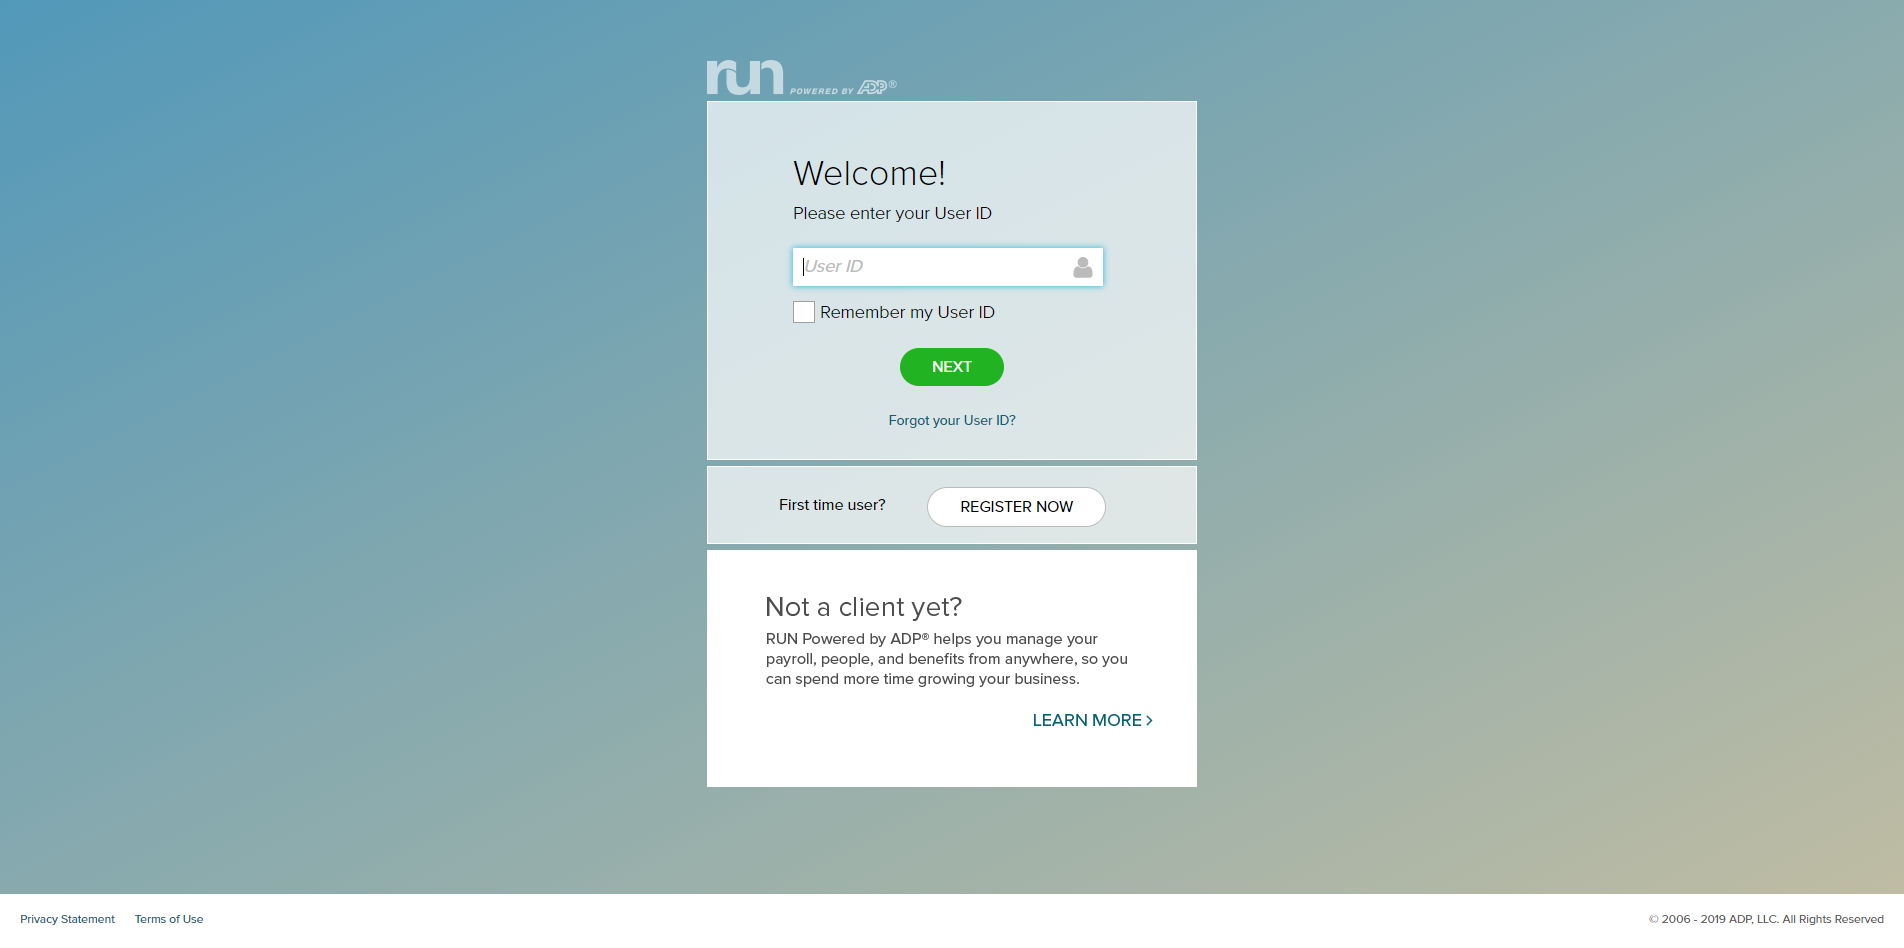 run POWERED BY ADP®
Welcome!
Please enter your User ID
User ID
Remember my User ID
NEXT
Forgot your User ID?
First time user?
REGISTER NOW
Not a client yet?
RUN Powered by ADP® helps you manage your
payroll, people, and benefits from anywhere, so you
can spend more time growing your business.
LEARN MORE >
Privacy Statement Terms of Use © 2006 - 2019 ADP, LLC. All Rights Reserved